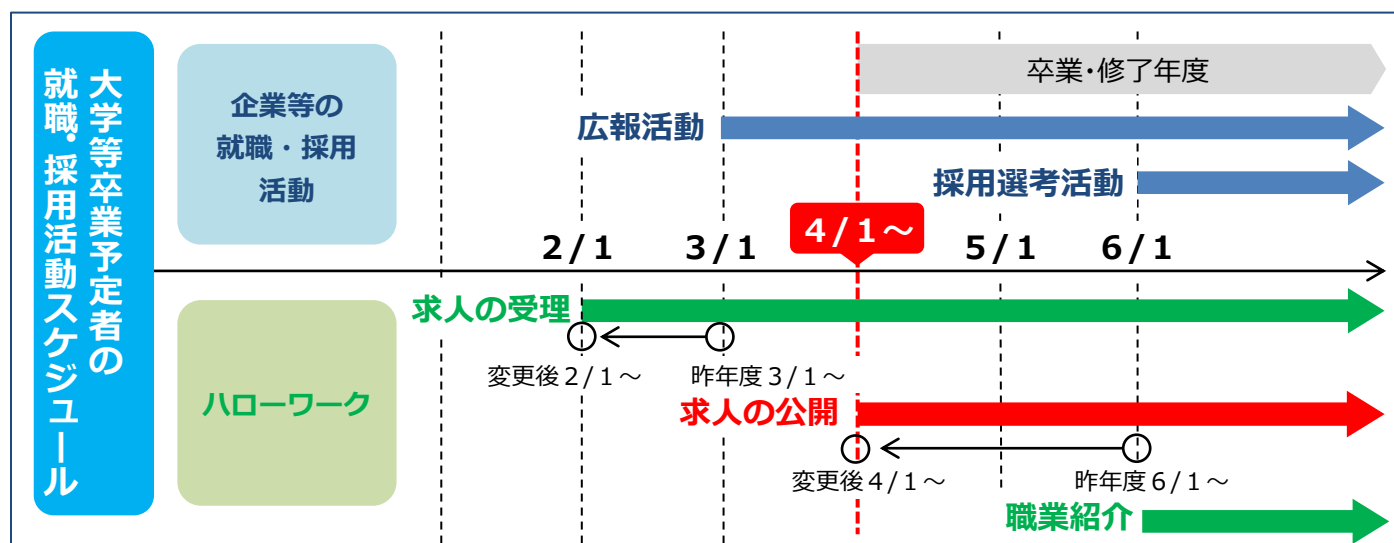 大学等卒業予定者の
就職・採用活動スケジュール
企業等の
就職・採用
活動
卒業・修了年度
広報活動
採用選考活動
2/1
3/1
4/1～
5/1
6/1
ハローワーク
求人の受理
変更後2/1～
昨年度3/1～
求人の公開
変更後4/1～
昨年度6/1～
職業紹介